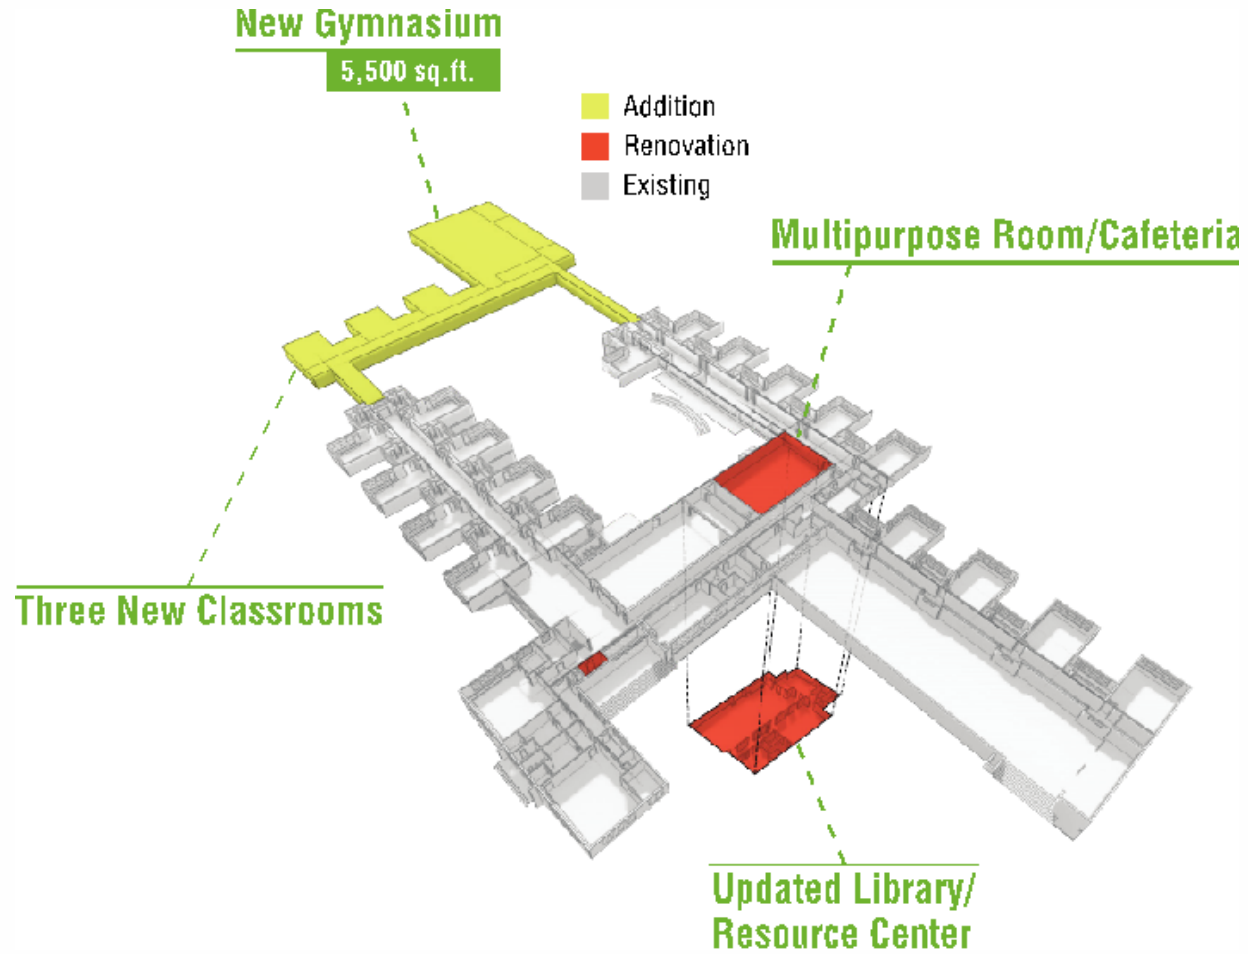 New Gymnasium
5,500 sq.ft.
Addition
Renovation
Existing
Multipurpose Room/Cafeteria
Three New Classrooms
Updated Library/
Resource Center